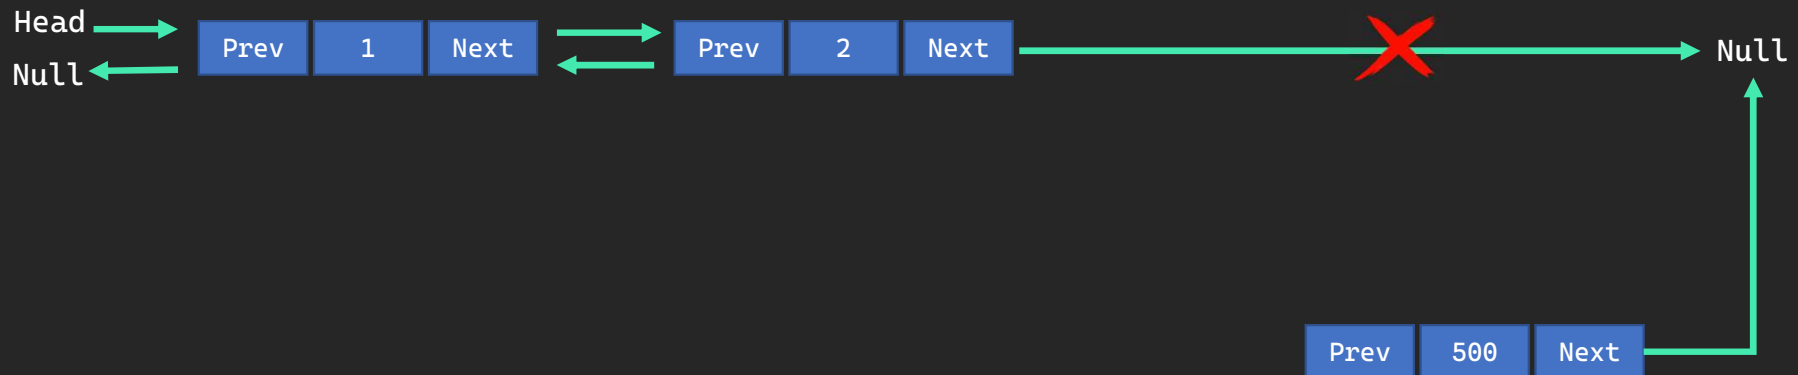 Head
Null
Prev 1 Next
Prev 2 Next
Null
Prev 500 Next